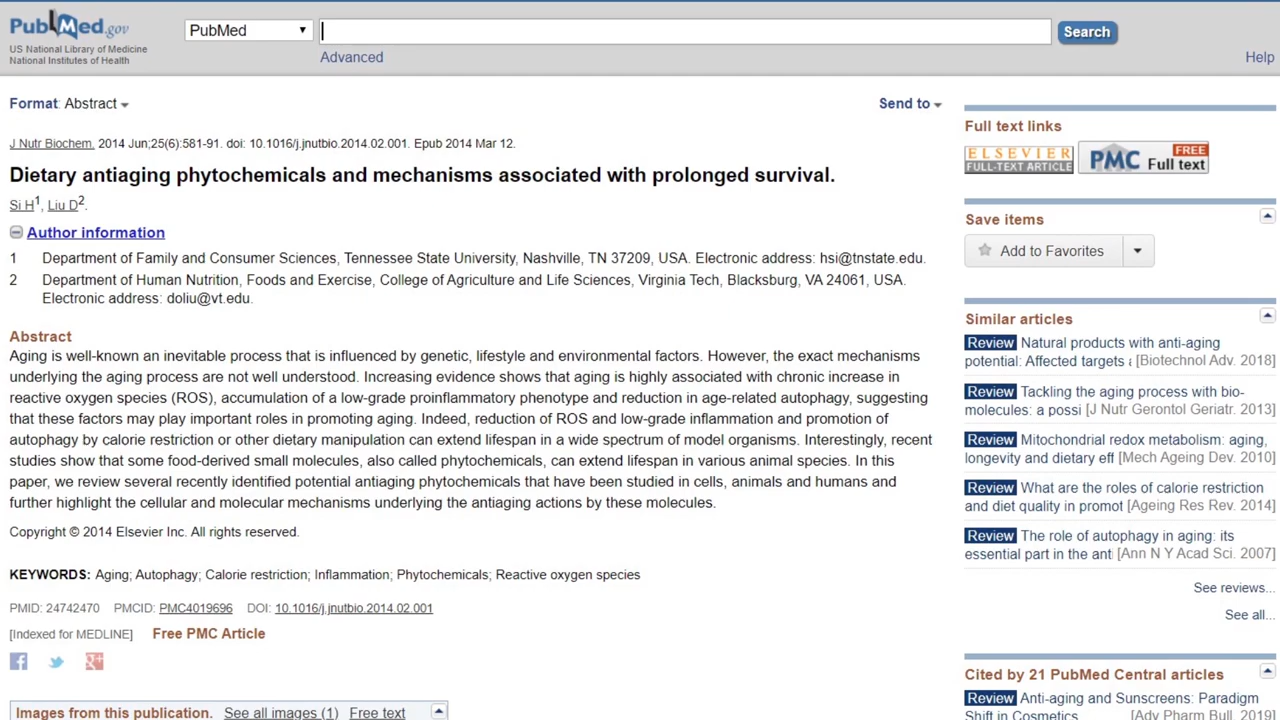 PubMed.gov
US National Library of Medicine
National Institutes of Health
PubMed
Search
Advanced
Help
Format: Abstract
Send to
J Nutr Biochem. 2014 Jun;25(6):581-91. doi: 10.1016/j.jnutbio.2014.02.001. Epub 2014 Mar 12.
Dietary antiaging phytochemicals and mechanisms associated with prolonged survival.
Si H1, Liu D2.
Author information
1 Department of Family and Consumer Sciences, Tennessee State University, Nashville, TN 37209, USA. Electronic address: hsi@tnstate.edu.
2 Department of Human Nutrition, Foods and Exercise, College of Agriculture and Life Sciences, Virginia Tech, Blacksburg, VA 24061, USA.
Electronic address: doliu@vt.edu.
Abstract
Aging is well-known an inevitable process that is influenced by genetic, lifestyle and environmental factors. However, the exact mechanisms
underlying the aging process are not well understood. Increasing evidence shows that aging is highly associated with chronic increase in
reactive oxygen species (ROS), accumulation of a low-grade proinflammatory phenotype and reduction in age-related autophagy, suggesting
that these factors may play important roles in promoting aging. Indeed, reduction of ROS and low-grade inflammation and promotion of
autophagy by calorie restriction or other dietary manipulation can extend lifespan in a wide spectrum of model organisms. Interestingly, recent
studies show that some food-derived small molecules, also called phytochemicals, can extend lifespan in various animal species. In this
paper, we review several recently identified potential antiaging phytochemicals that have been studied in cells, animals and humans and
further highlight the cellular and molecular mechanisms underlying the antiaging actions by these molecules.
Copyright © 2014 Elsevier Inc. All rights reserved.
KEYWORDS: Aging; Autophagy; Calorie restriction; Inflammation; Phytochemicals; Reactive oxygen species
PMID: 24742470 PMCID: PMC4019696 DOI: 10.1016/j.jnutbio.2014.02.001
[Indexed for MEDLINE] Free PMC Article
Images from this publication. See all images (1) Free text
Full text links
ELSEVIER
FULL-TEXT ARTICLE
PMC FREE
Full text
Save items
Add to Favorites
Similar articles
Review Natural products with anti-aging
potential: Affected targets [Biotechnol Adv. 2018]
Review Tackling the aging process with bio-
molecules: a possi [J Nutr Gerontol Geriatr. 2013]
Review Mitochondrial redox metabolism: aging,
longevity and dietary eff [Mech Ageing Dev. 2010]
Review What are the roles of calorie restriction
and diet quality in promot [Ageing Res Rev. 2014]
Review The role of autophagy in aging: its
essential part in the anti [Ann N Y Acad Sci. 2007]
See reviews...
See all...
Cited by 21 PubMed Central articles
Review Anti-aging and Sunscreens: Paradigm
Shift in Cosmetics. [Adv Pharm Bull. 2019]